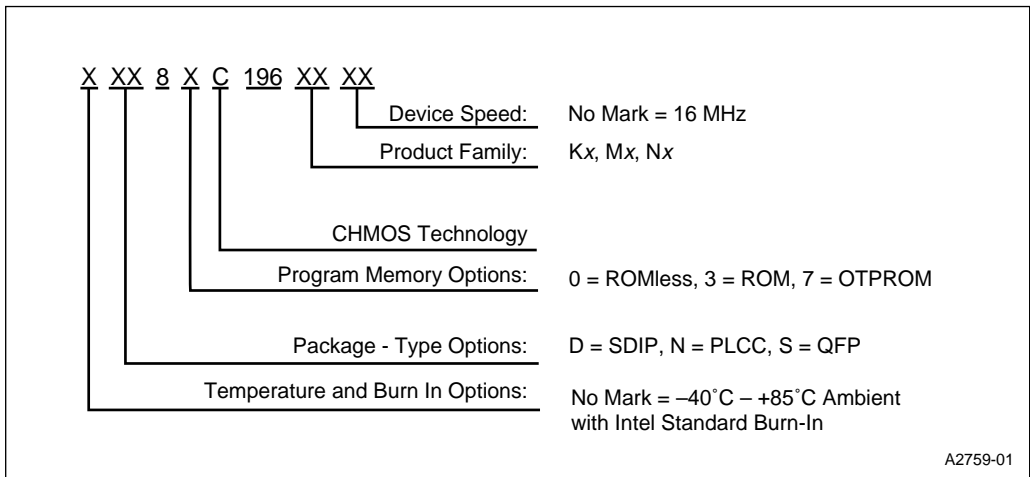 X XX 8 X C 196 XX XX
Device Speed: No Mark = 16 MHz
Product Family: Kx, Mx, Nx
CHMOS Technology
Program Memory Options: 0 = ROMless, 3 = ROM, 7 = OTPROM
Package - Type Options: D = SDIP, N = PLCC, S = QFP
Temperature and Burn In Options: No Mark = –40˚C – +85˚C Ambient
with Intel Standard Burn-In
A2759-01